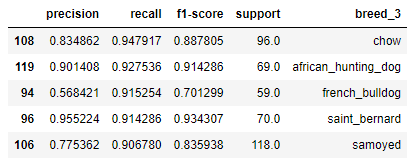 precision recall f1-score support breed_3
108 0.834862 0.947917 0.887805 96.0 chow
119 0.901408 0.927536 0.914286 69.0 african_hunting_dog
94 0.568421 0.915254 0.701299 59.0 french_bulldog
96 0.955224 0.914286 0.934307 70.0 saint_bernard
106 0.775362 0.906780 0.835938 118.0 samoyed